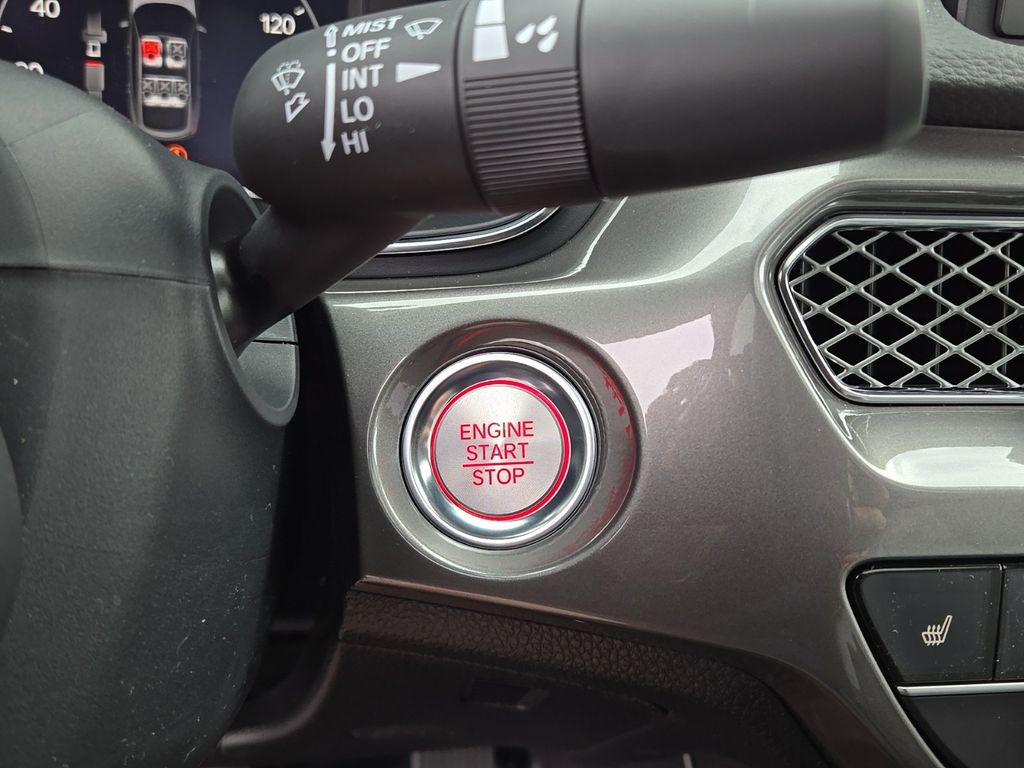 40
120
MIST
OFF
INT
LO
HI
ENGINE
START
STOP